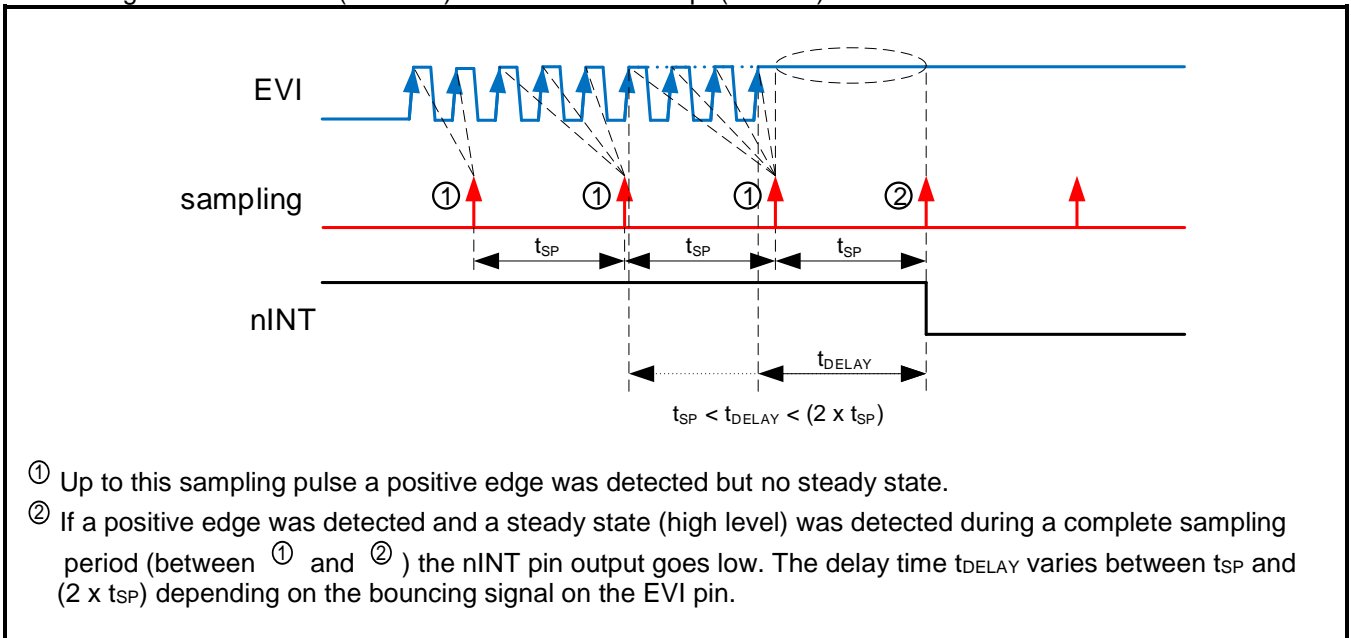 EVI
sampling
① ① ① ②
tSP tSP tSP
nINT
tDELAY
tSP < tDELAY < (2 x tSP)
① Up to this sampling pulse a positive edge was detected but no steady state.
② If a positive edge was detected and a steady state (high level) was detected during a complete sampling
period (between ① and ② ) the nINT pin output goes low. The delay time tDELAY varies between tSP and
(2 x tSP) depending on the bouncing signal on the EVI pin.